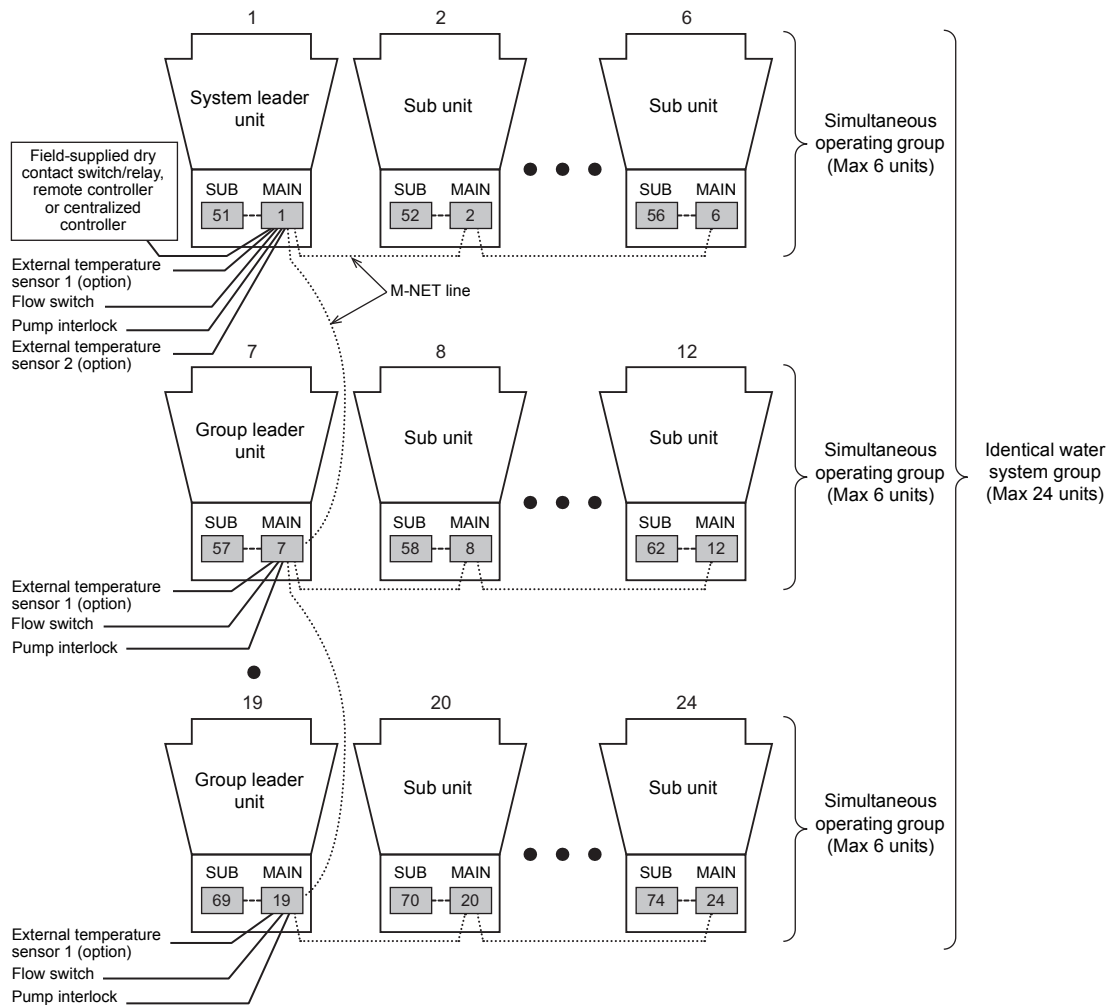 1 2 6
System leader
unit
Sub unit
Sub unit
Simultaneous
operating group
(Max 6 units)
Field-supplied dry
contact switch/relay,
remote controller
or centralized
controller
SUB MAIN
51 1
SUB MAIN
52 2
SUB MAIN
56 6
External temperature
sensor 1 (option)
Flow switch
Pump interlock
External temperature
sensor 2 (option)
M-NET line
7 8 12
Group leader
unit
Sub unit
Sub unit
Simultaneous
operating group
(Max 6 units)
Identical water
system group
(Max 24 units)
SUB MAIN
57 7
SUB MAIN
58 8
SUB MAIN
62 12
External temperature
sensor 1 (option)
Flow switch
Pump interlock
19 20 24
Group leader
unit
Sub unit
Sub unit
Simultaneous
operating group
(Max 6 units)
SUB MAIN
69 19
SUB MAIN
70 20
SUB MAIN
74 24
External temperature
sensor 1 (option)
Flow switch
Pump interlock